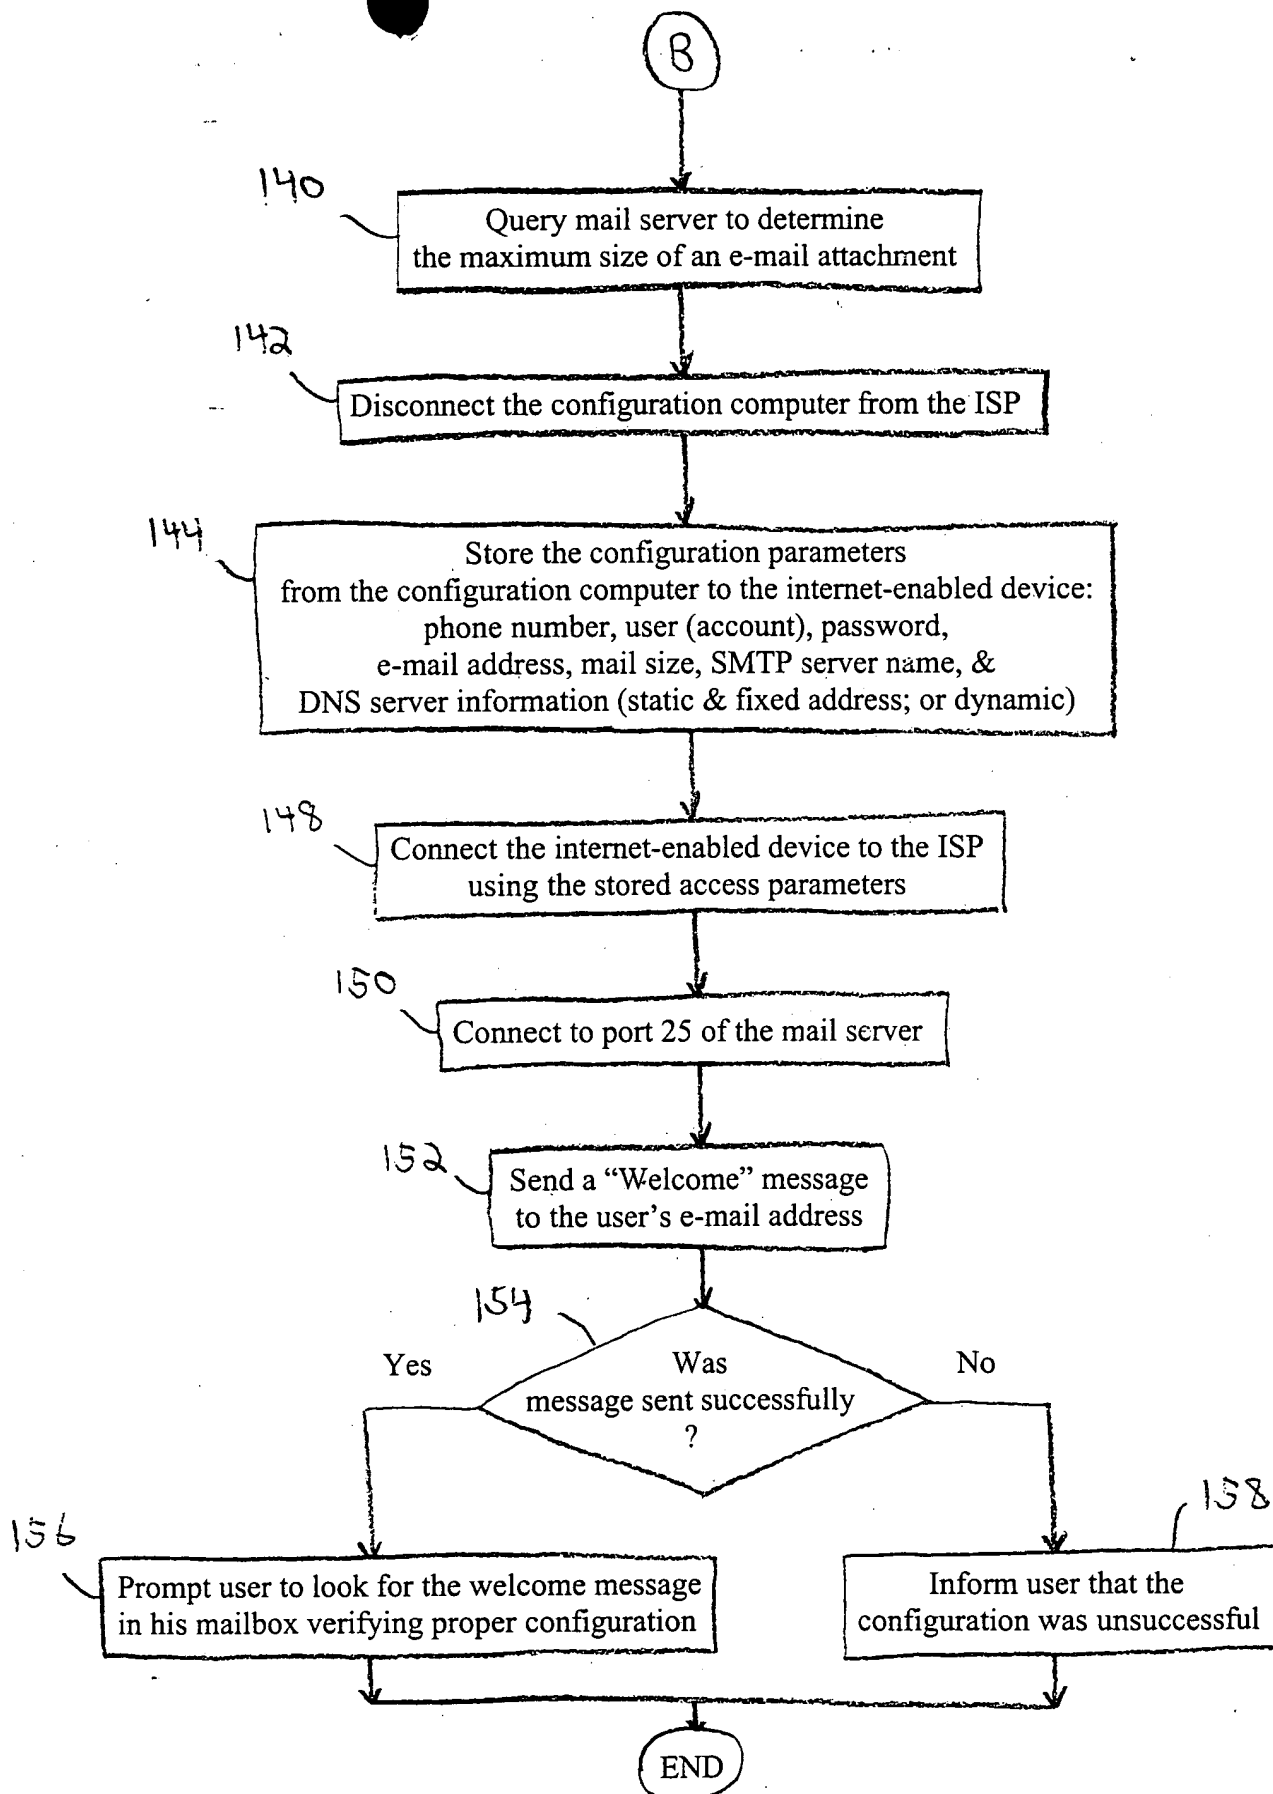 B
140
Query mail server to determine
the maximum size of an e-mail attachment
142
Disconnect the configuration computer from the ISP
144
Store the configuration parameters
from the configuration computer to the internet-enabled device:
phone number, user (account), password,
e-mail address, mail size, SMTP server name, &
DNS server information (static & fixed address; or dynamic)
148
Connect the internet-enabled device to the ISP
using the stored access parameters
150
Connect to port 25 of the mail server
152
Send a “Welcome” message
to the user’s e-mail address
154
Yes
Was
message sent successfully
?
No
156
Prompt user to look for the welcome message
in his mailbox verifying proper configuration
158
Inform user that the
configuration was unsuccessful
END